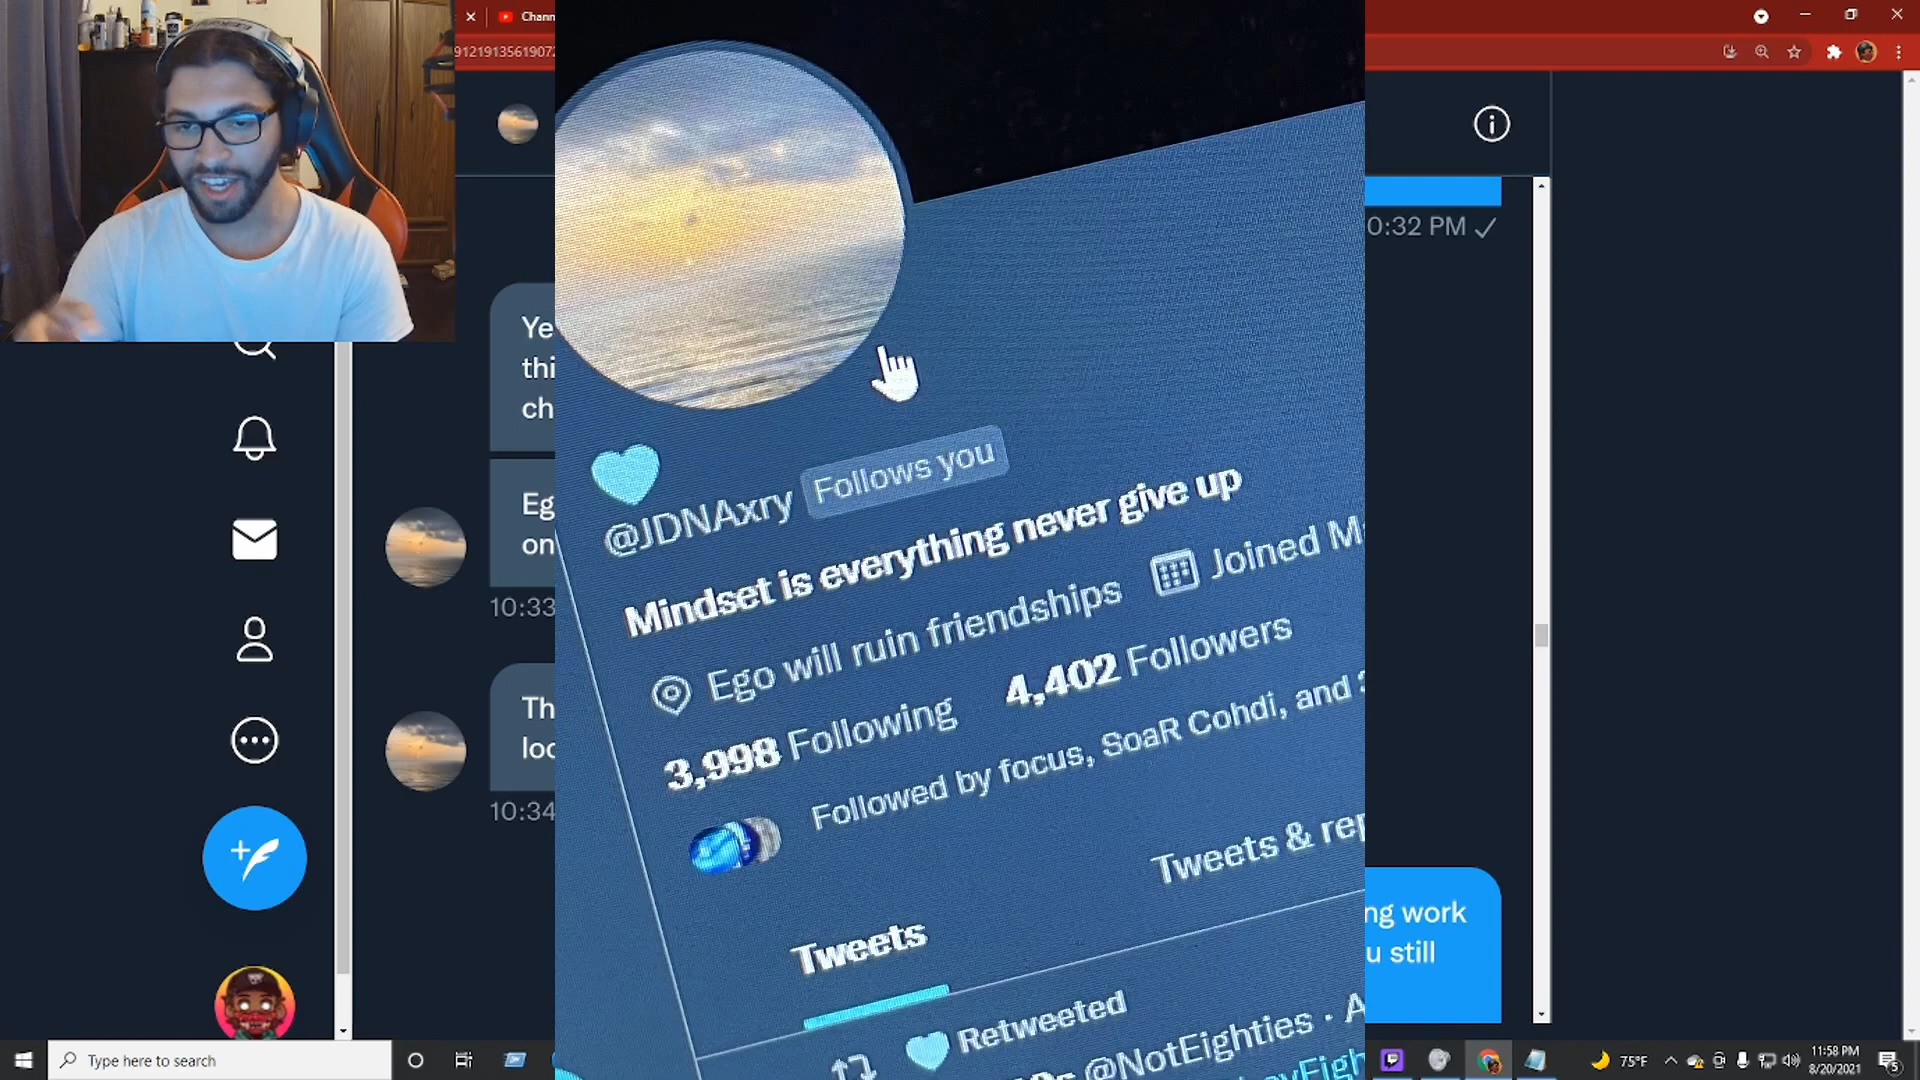 Chann
91219135619072
0:32 PM
Ye
thi
ch
Eg
on
10:33
Th
loc
10:34
@JDNAxry Follows you
Mindset is everything never give up
Ego will ruin friendships Joined Ma
3,998 Following 4,402 Followers
Followed by focus, SoaR Cohdi, and
Tweets Tweets & rep
Retweeted
@NotEighties · A
ng work
u still
Type here to search
75°F
11:58 PM
8/20/2021
5